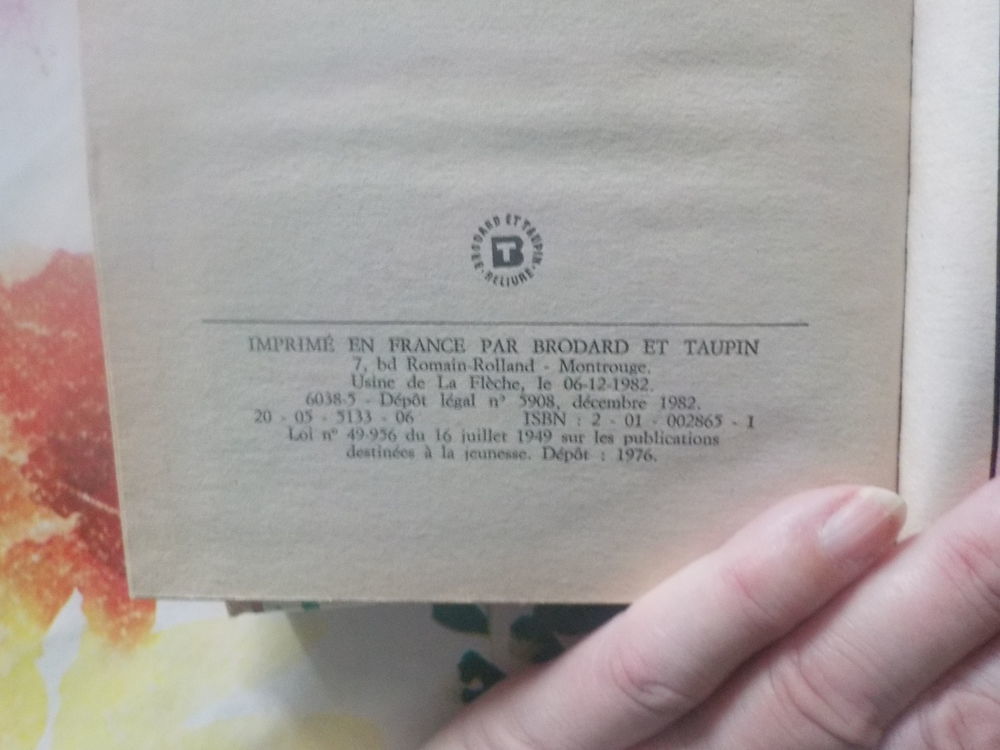 BRODARD ET TAUPIN
BT
RELIURE
IMPRIMÉ EN FRANCE PAR BRODARD ET TAUPIN
7, bd Romain-Rolland - Montrouge.
Usine de La Flèche, le 06-12-1982.
6038-5 - Dépôt légal n° 5908, décembre 1982.
20 - 05 - 5133 - 06 ISBN : 2 - 01 - 002865 - 1
Loi n° 49-956 du 16 juillet 1949 sur les publications
destinées à la jeunesse. Dépôt : 1976.